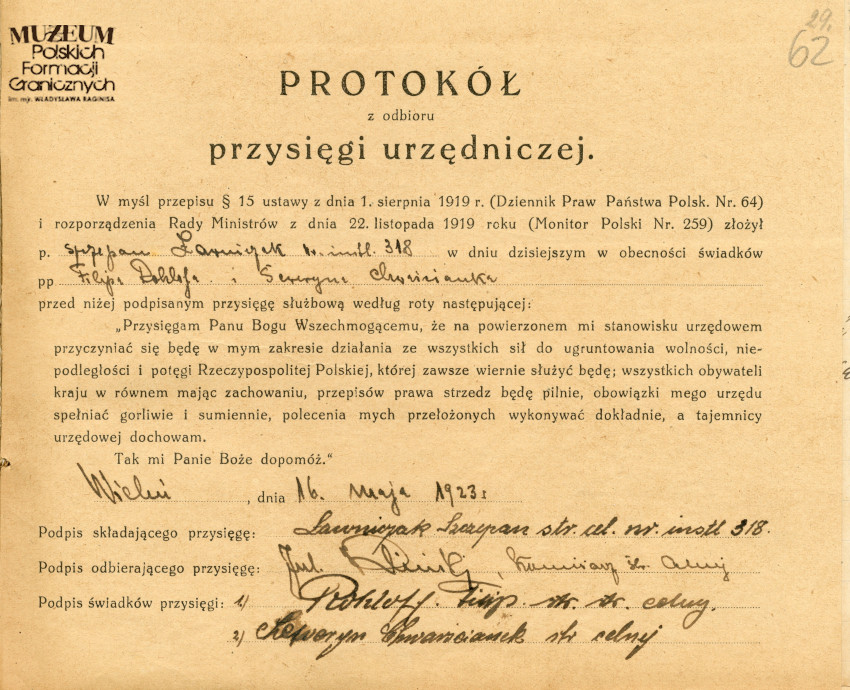 MUZEUM
Polskich
Formacji
Granicznych
im. mjr. WŁADYSŁAWA RAGINISA
29.
62
PROTOKÓŁ
z odbioru
przysięgi urzędniczej.
W myśl przepisu § 15 ustawy z dnia 1. sierpnia 1919 r. (Dziennik Praw Państwa Polsk. Nr. 64)
i rozporządzenia Rady Ministrów z dnia 22. listopada 1919 roku (Monitor Polski Nr. 259) złożył
p. Szczepan Ławniczak nr. instl. 318 w dniu dzisiejszym w obecności świadków
pp Filipa i Seweryna
przed niżej podpisanym przysięgę służbową według roty następującej:
„Przysięgam Panu Bogu Wszechmogącemu, że na powierzonem mi stanowisku urzędowem
przyczyniać się będę w mym zakresie działania ze wszystkich sił do ugruntowania wolności, nie-
podległości i potęgi Rzeczypospolitej Polskiej, której zawsze wiernie służyć będę; wszystkich obywateli
kraju w równem mając zachowaniu, przepisów prawa strzedz będę pilnie, obowiązki mego urzędu
spełniać gorliwie i sumiennie, polecenia mych przełożonych wykonywać dokładnie, a tajemnicy
urzędowej dochowam.
Tak mi Panie Boże dopomóż.“
Wieluń, dnia 16. maja 1923 r
Podpis składającego przysięgę: Ławniczak Szczepan str. cel. nr. instl 318.
Podpis odbierającego przysięgę: , Komisarz Str. Celnej
Podpis świadków przysięgi: 1) Rohloff. Filip. str. celny.
2) Seweryn Chwarścianek str celnej